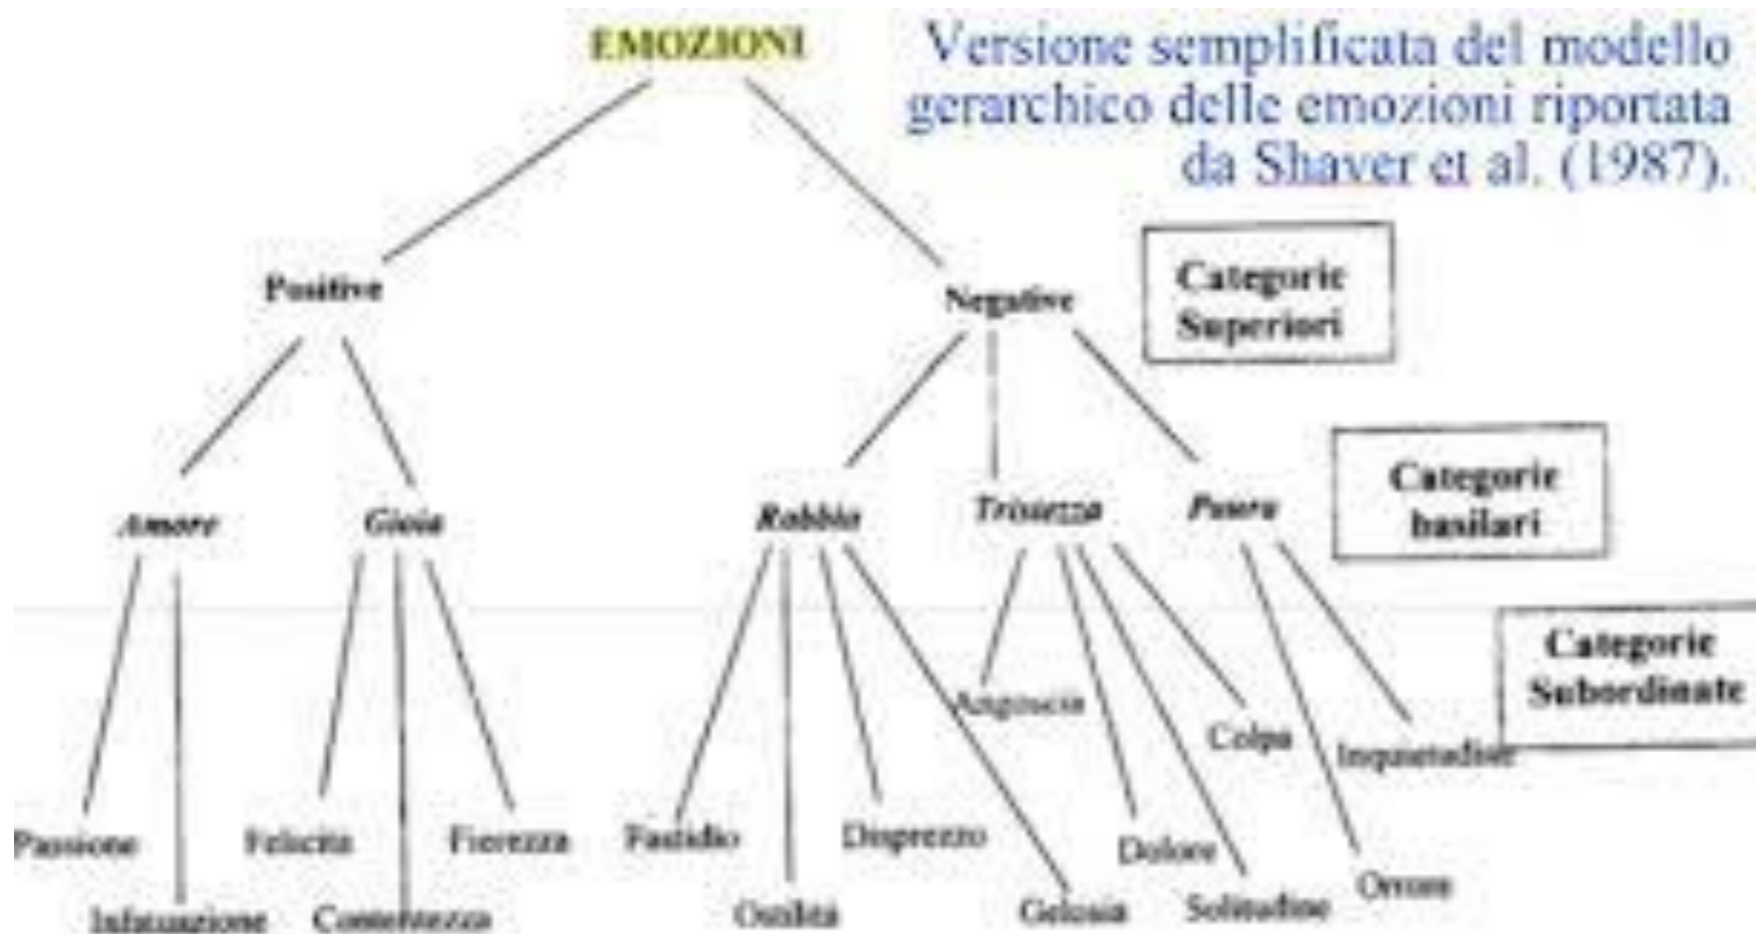 EMOZIONI
Versione semplificata del modello
gerarchico delle emozioni riportata
da Shaver et al. (1987).
Positive
Negative
Categorie
Superiori
Amore
Gioia
Rabbia
Tristezza
Paura
Categorie
basilari
Categorie
Subordinate
Angoscia
Colpa
Inquietudine
Passione
Felicità
Fierezza
Fastidio
Disprezzo
Dolore
Orrore
Infatuazione
Contentezza
Ostilità
Gelosia
Solitudine